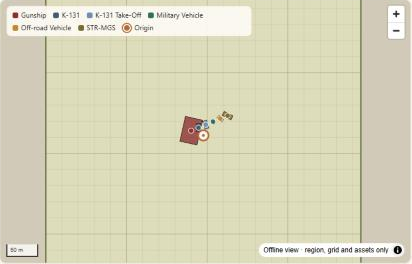 Gunship K-131 K-131 Take-Off Military Vehicle
Off-road Vehicle STR-MGS Origin
+
−
60 m
Offline view · region, grid and assets only i